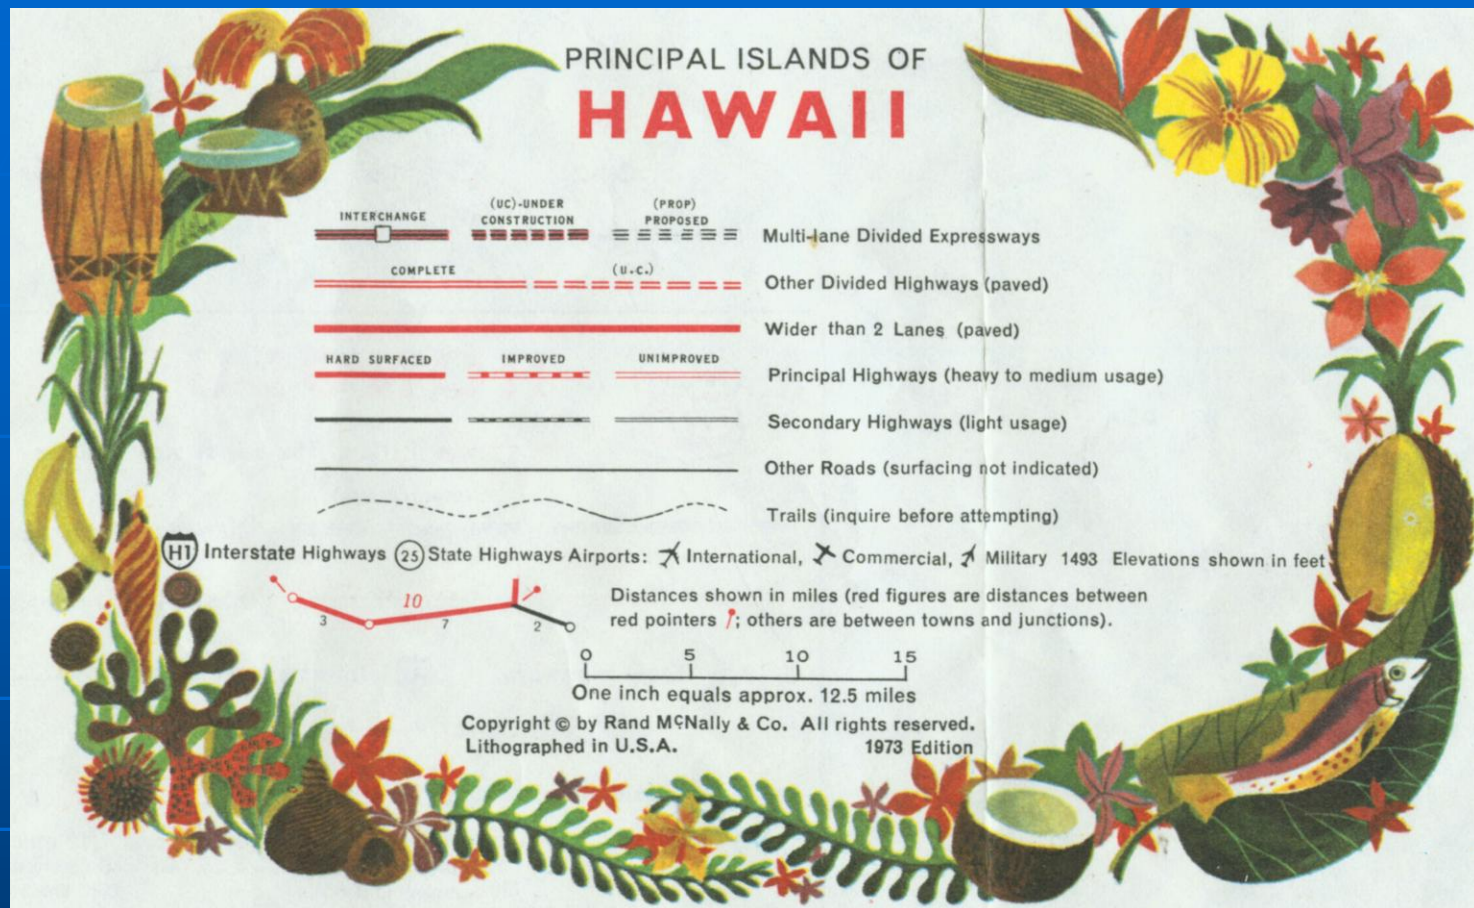 PRINCIPAL ISLANDS OF
HAWAII
INTERCHANGE
(UC)-UNDER
CONSTRUCTION
(PROP)
PROPOSED
Multi-lane Divided Expressways
COMPLETE
(U.C.)
Other Divided Highways (paved)
Wider than 2 Lanes (paved)
HARD SURFACED IMPROVED UNIMPROVED
Principal Highways (heavy to medium usage)
Secondary Highways (light usage)
Other Roads (surfacing not indicated)
Trails (inquire before attempting)
H1 Interstate Highways 25 State Highways Airports: International, Commercial, Military 1493 Elevations shown in feet
3 10 7 2
Distances shown in miles (red figures are distances between
red pointers ; others are between towns and junctions).
0 5 10 15
One inch equals approx. 12.5 miles
Copyright © by Rand McNally & Co. All rights reserved.
Lithographed in U.S.A. 1973 Edition